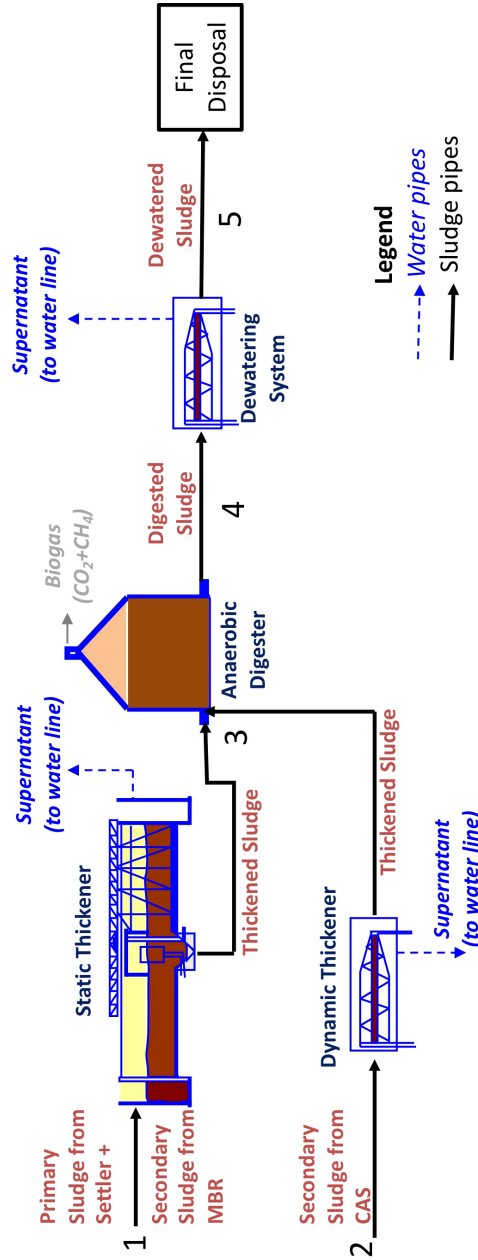 Primary
Sludge from
Settler +
1
Secondary
Sludge from
MBR
Static Thickener
Supernatant
(to water line)
Thickened Sludge
Secondary
Sludge from
CAS
2
Dynamic Thickener
Supernatant
(to water line)
Thickened Sludge
3
Biogas
(CO₂+CH₄)
Anaerobic
Digester
Digested
Sludge
4
Supernatant
(to water line)
Dewatering
System
Dewatered
Sludge
5
Final
Disposal
Legend
Water pipes
Sludge pipes